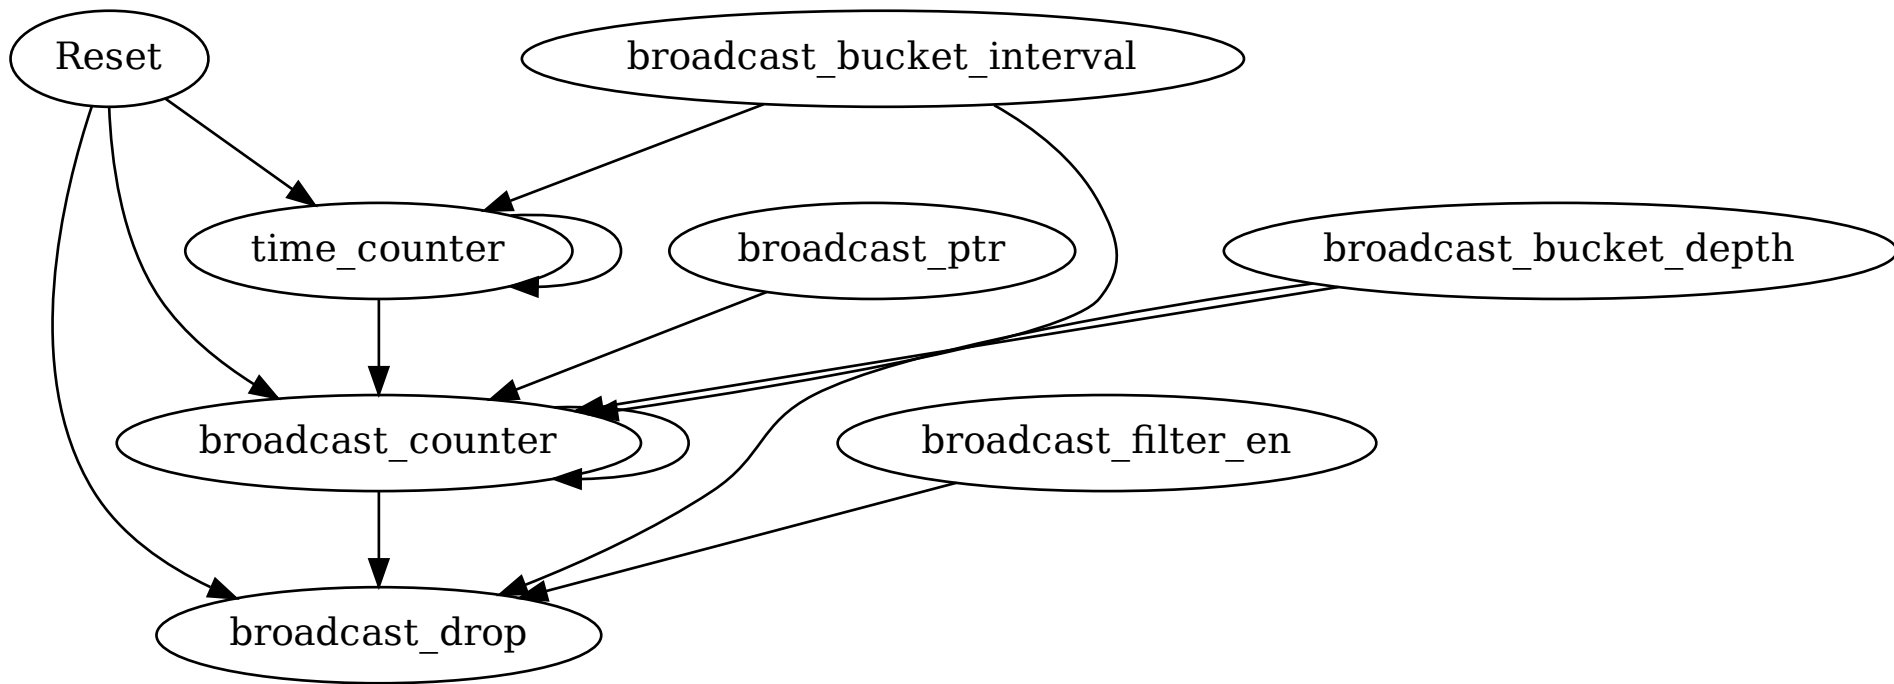 Reset
broadcast_bucket_interval
time_counter
broadcast_ptr
broadcast_bucket_depth
broadcast_counter
broadcast_filter_en
broadcast_drop